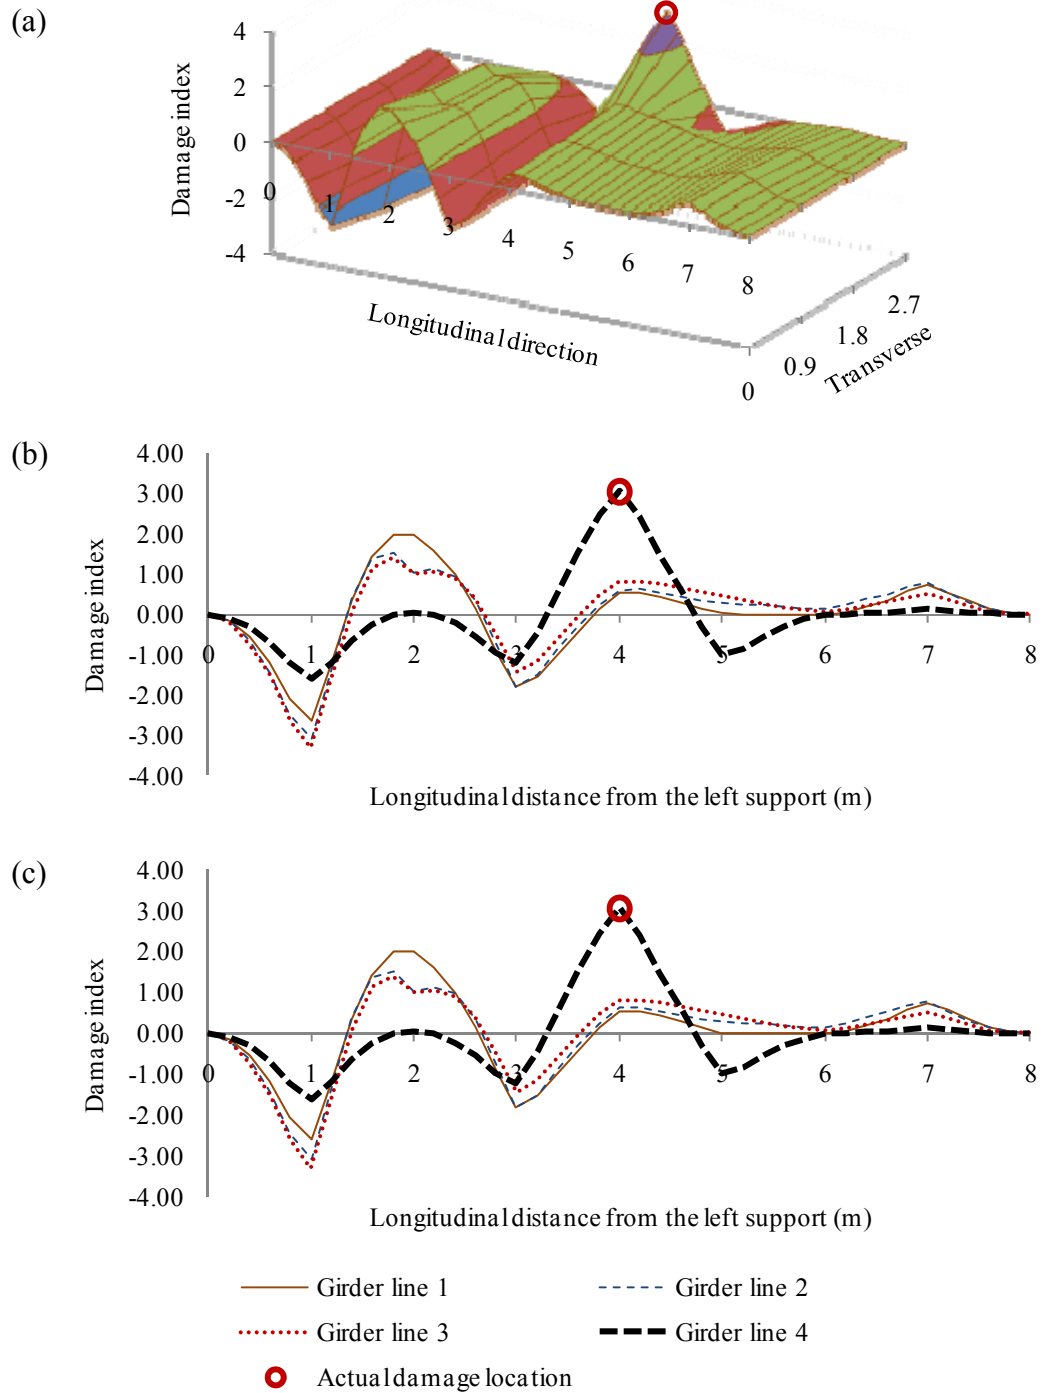 (a)
4
2
0
-2
-4
Damage index
0
1
2
3
4
5
6
7
8
Longitudinal direction
0
0.9
1.8
2.7
Transverse
(b)
4.00
3.00
2.00
1.00
0.00
-1.00
-2.00
-3.00
-4.00
Damage index
0 1 2 3 4 5 6 7 8
Longitudinal distance from the left support (m)
(c)
4.00
3.00
2.00
1.00
0.00
-1.00
-2.00
-3.00
-4.00
Damage index
0 1 2 3 4 5 6 7 8
Longitudinal distance from the left support (m)
Girder line 1 Girder line 2
Girder line 3 Girder line 4
Actual damage location